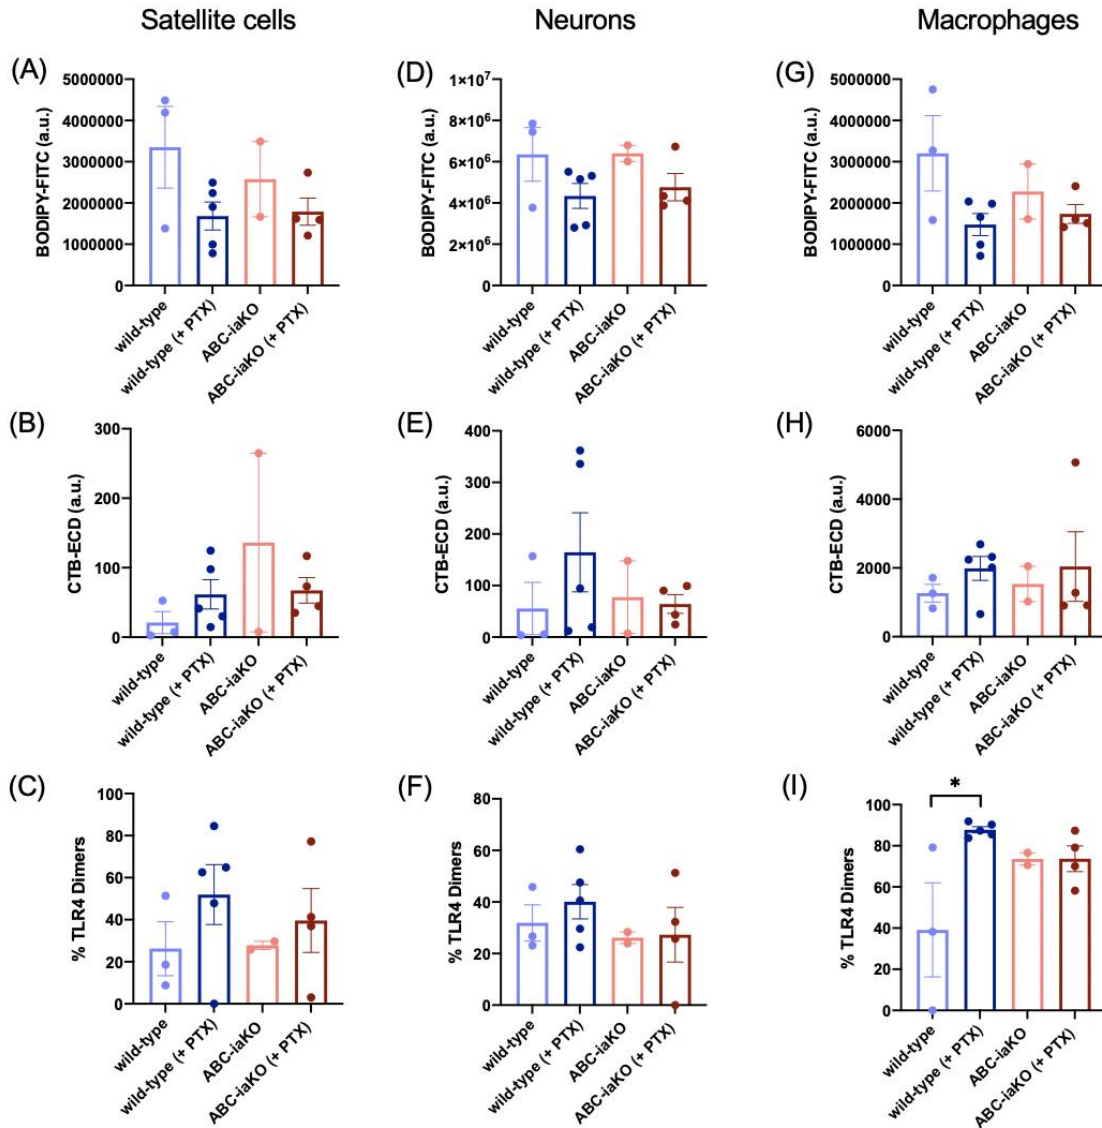 Satellite cells
Neurons
Macrophages
(A)
BODIPY-FITC (a.u.)
5000000
4000000
3000000
2000000
1000000
0
wild-type
wild-type (+ PTX)
ABC-iaKO
ABC-iaKO (+ PTX)
(D)
BODIPY-FITC (a.u.)
1×10⁷
8×10⁶
6×10⁶
4×10⁶
2×10⁶
0
wild-type
wild-type (+ PTX)
ABC-iaKO
ABC-iaKO (+ PTX)
(G)
BODIPY-FITC (a.u.)
5000000
4000000
3000000
2000000
1000000
0
wild-type
wild-type (+ PTX)
ABC-iaKO
ABC-iaKO (+ PTX)
(B)
CTB-ECD (a.u.)
300
200
100
0
wild-type
wild-type (+ PTX)
ABC-iaKO
ABC-iaKO (+ PTX)
(E)
CTB-ECD (a.u.)
400
300
200
100
0
wild-type
wild-type (+ PTX)
ABC-iaKO
ABC-iaKO (+ PTX)
(H)
CTB-ECD (a.u.)
6000
4000
2000
0
wild-type
wild-type (+ PTX)
ABC-iaKO
ABC-iaKO (+ PTX)
(C)
% TLR4 Dimers
100
80
60
40
20
0
wild-type
wild-type (+ PTX)
ABC-iaKO
ABC-iaKO (+ PTX)
(F)
% TLR4 Dimers
80
60
40
20
0
wild-type
wild-type (+ PTX)
ABC-iaKO
ABC-iaKO (+ PTX)
(I)
*
% TLR4 Dimers
100
80
60
40
20
0
wild-type
wild-type (+ PTX)
ABC-iaKO
ABC-iaKO (+ PTX)